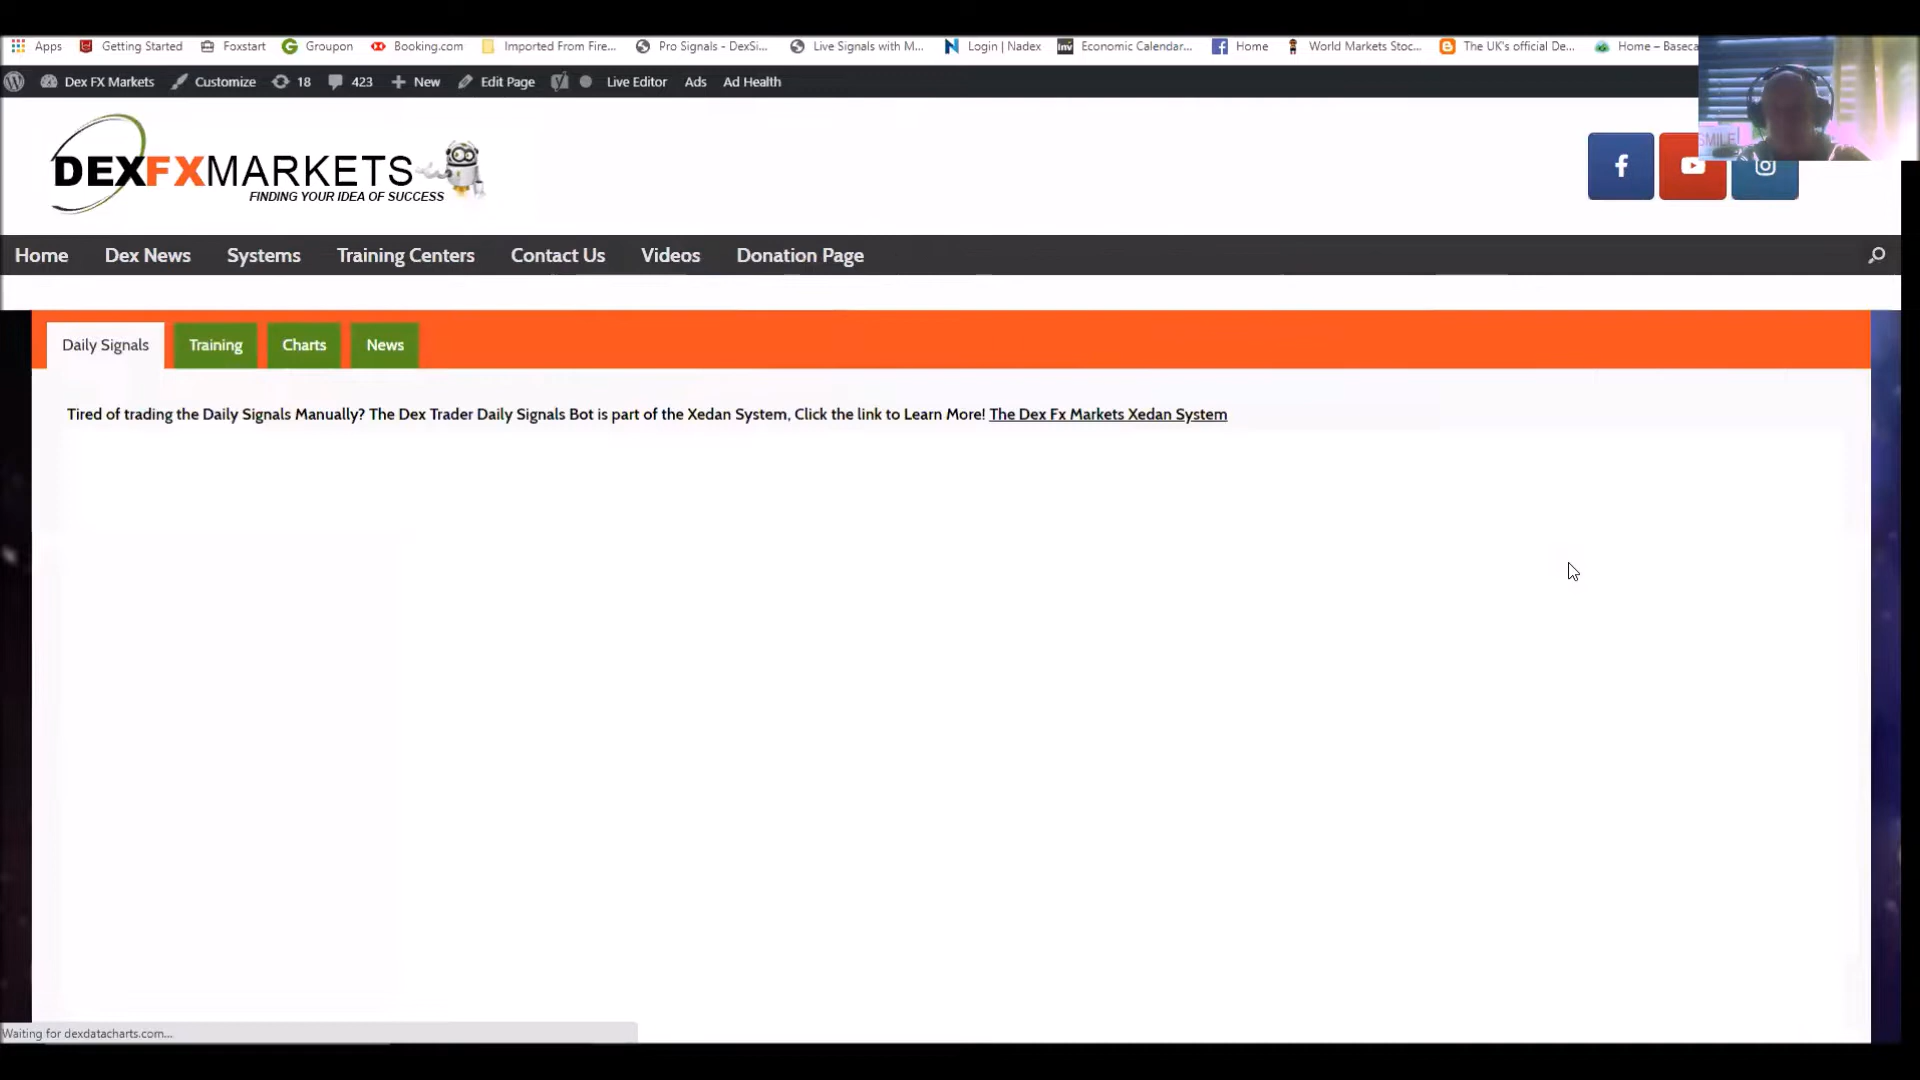 Apps Getting Started Foxstart Groupon Booking.com Imported From Fire... Pro Signals - DexSi... Live Signals with M... Login | Nadex Economic Calendar... Home World Markets Stoc... The UK's official De... Home – Baseca
Dex FX Markets Customize 18 423 New Edit Page Live Editor Ads Ad Health
SMILE!
DEXFXMARKETS
FINDING YOUR IDEA OF SUCCESS
Home Dex News Systems Training Centers Contact Us Videos Donation Page
Daily Signals Training Charts News
Tired of trading the Daily Signals Manually? The Dex Trader Daily Signals Bot is part of the Xedan System, Click the link to Learn More! The Dex Fx Markets Xedan System
Waiting for dexdatacharts.com...